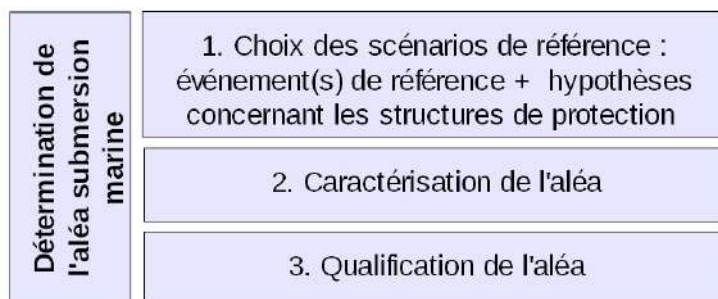 Détermination de
l'aléa submersion
marine
1. Choix des scénarios de référence :
événement(s) de référence + hypothèses
concernant les structures de protection
2. Caractérisation de l'aléa
3. Qualification de l'aléa